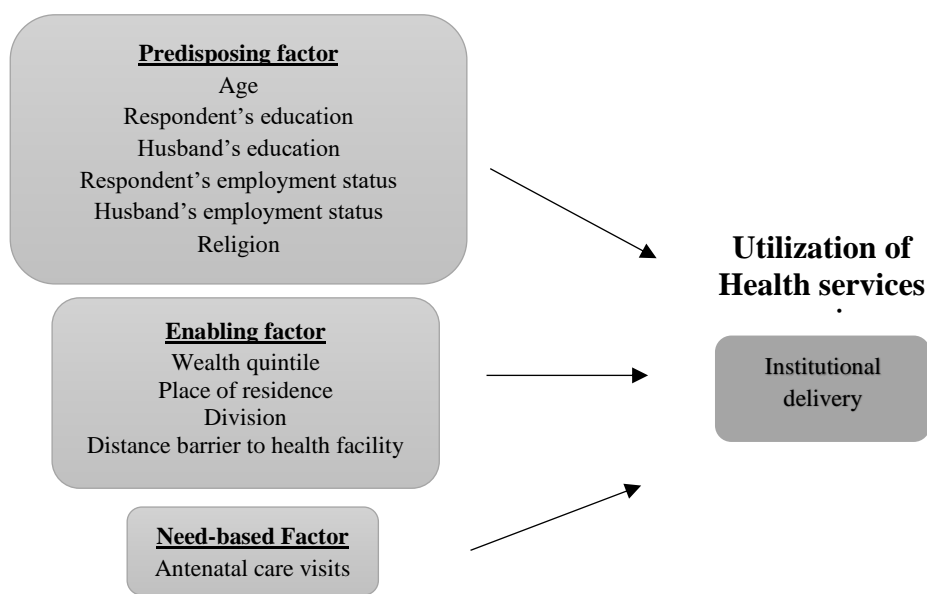 Predisposing factor
Age
Respondent’s education
Husband’s education
Respondent’s employment status
Husband’s employment status
Religion
Enabling factor
Wealth quintile
Place of residence
Division
Distance barrier to health facility
Need-based Factor
Antenatal care visits
Utilization of
Health services
.
Institutional
delivery